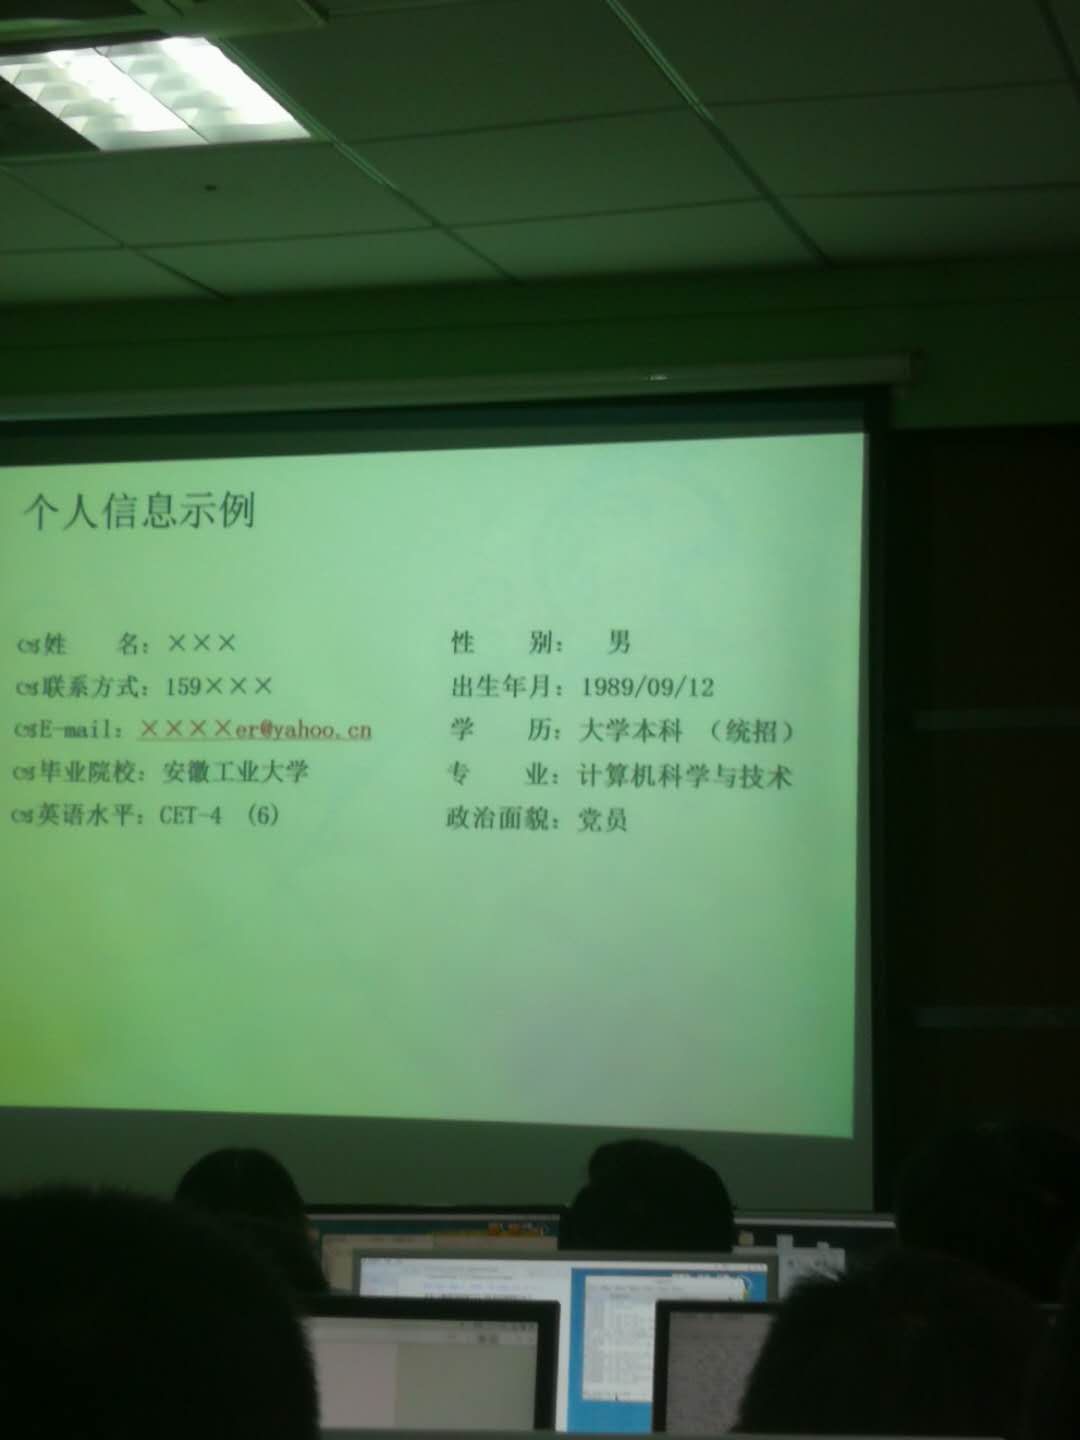 个人信息示例
姓 名：××× 性 别： 男
联系方式：159××× 出生年月：1989/09/12
E-mail：××××er@yahoo.cn 学 历：大学本科 （统招）
毕业院校：安徽工业大学 专 业：计算机科学与技术
英语水平：CET-4 (6) 政治面貌：党员